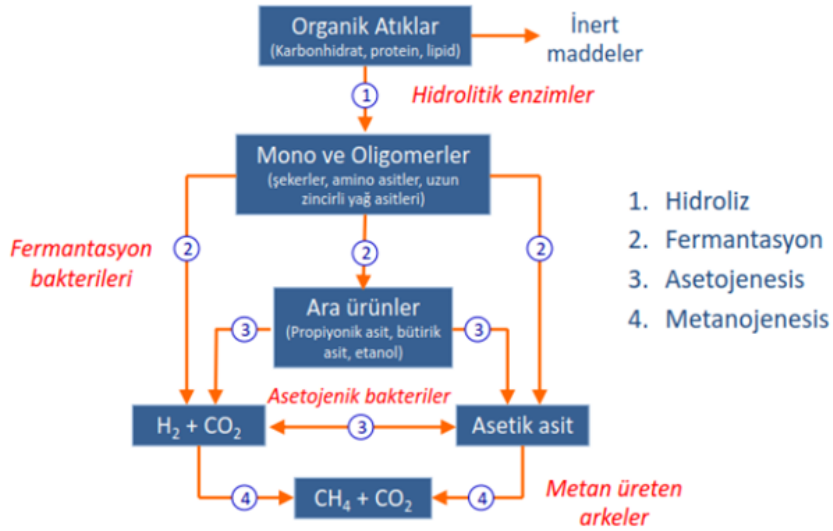 Organik Atıklar
(Karbonhidrat, protein, lipid)
İnert
maddeler
1
Hidrolitik enzimler
Mono ve Oligomerler
(şekerler, amino asitler, uzun
zincirli yağ asitleri)
Fermantasyon
bakterileri
2
2
2
1. Hidroliz
2. Fermantasyon
3. Asetojenesis
4. Metanojenesis
Ara ürünler
(Propiyonik asit, bütirik
asit, etanol)
3
3
Asetojenik bakteriler
H₂ + CO₂
3
Asetik asit
4
CH₄ + CO₂
4
Metan üreten
arkeler